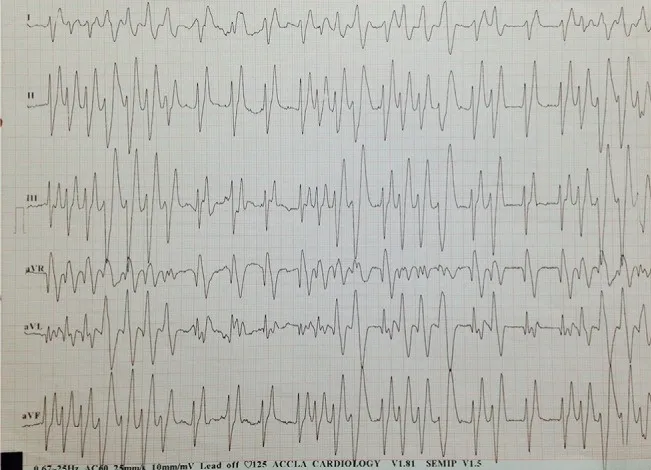 I
II
III
aVR
aVL
aVF
0.67~25Hz AC60 25mm/s 10mm/mV Lead off ♡125 ACCLA CARDIOLOGY V1.81 SEMIP V1.5